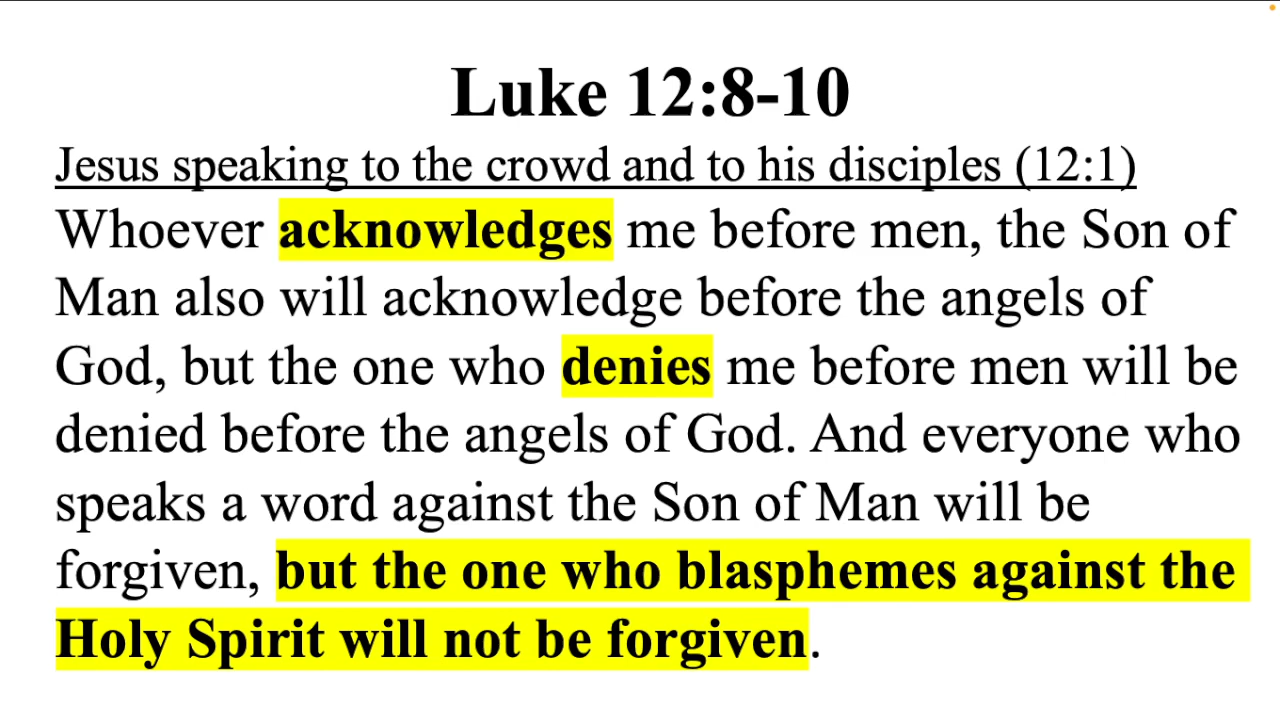 Luke 12:8-10
Jesus speaking to the crowd and to his disciples (12:1)
Whoever acknowledges me before men, the Son of
Man also will acknowledge before the angels of
God, but the one who denies me before men will be
denied before the angels of God. And everyone who
speaks a word against the Son of Man will be
forgiven, but the one who blasphemes against the
Holy Spirit will not be forgiven.